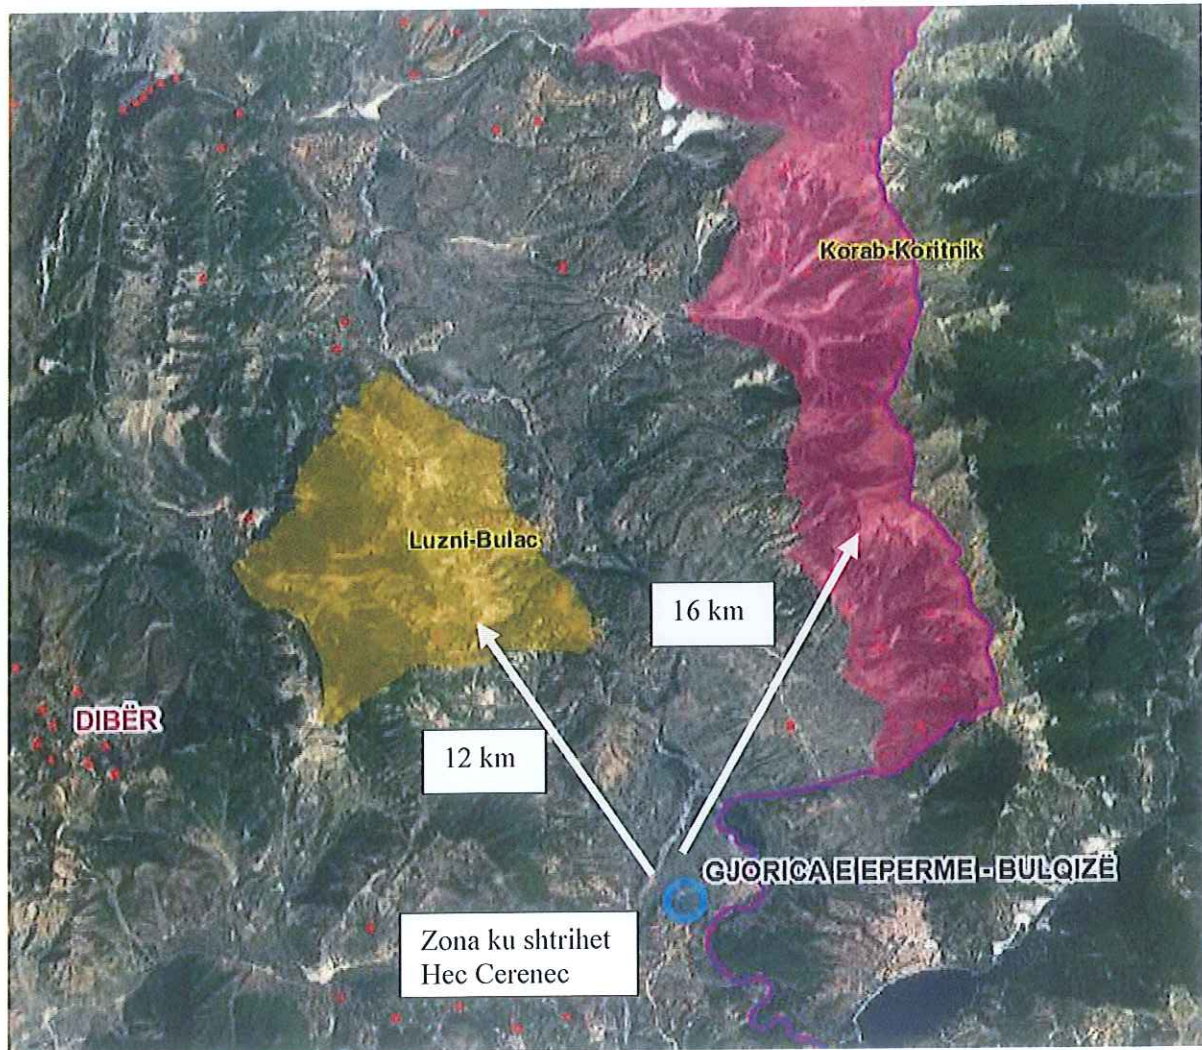 Korab-Koritnik
Luzni-Bulac
16 km
DIBËR
12 km
GJORICA E EPERME - BULQIZË
Zona ku shtrihet
Hec Cerenec